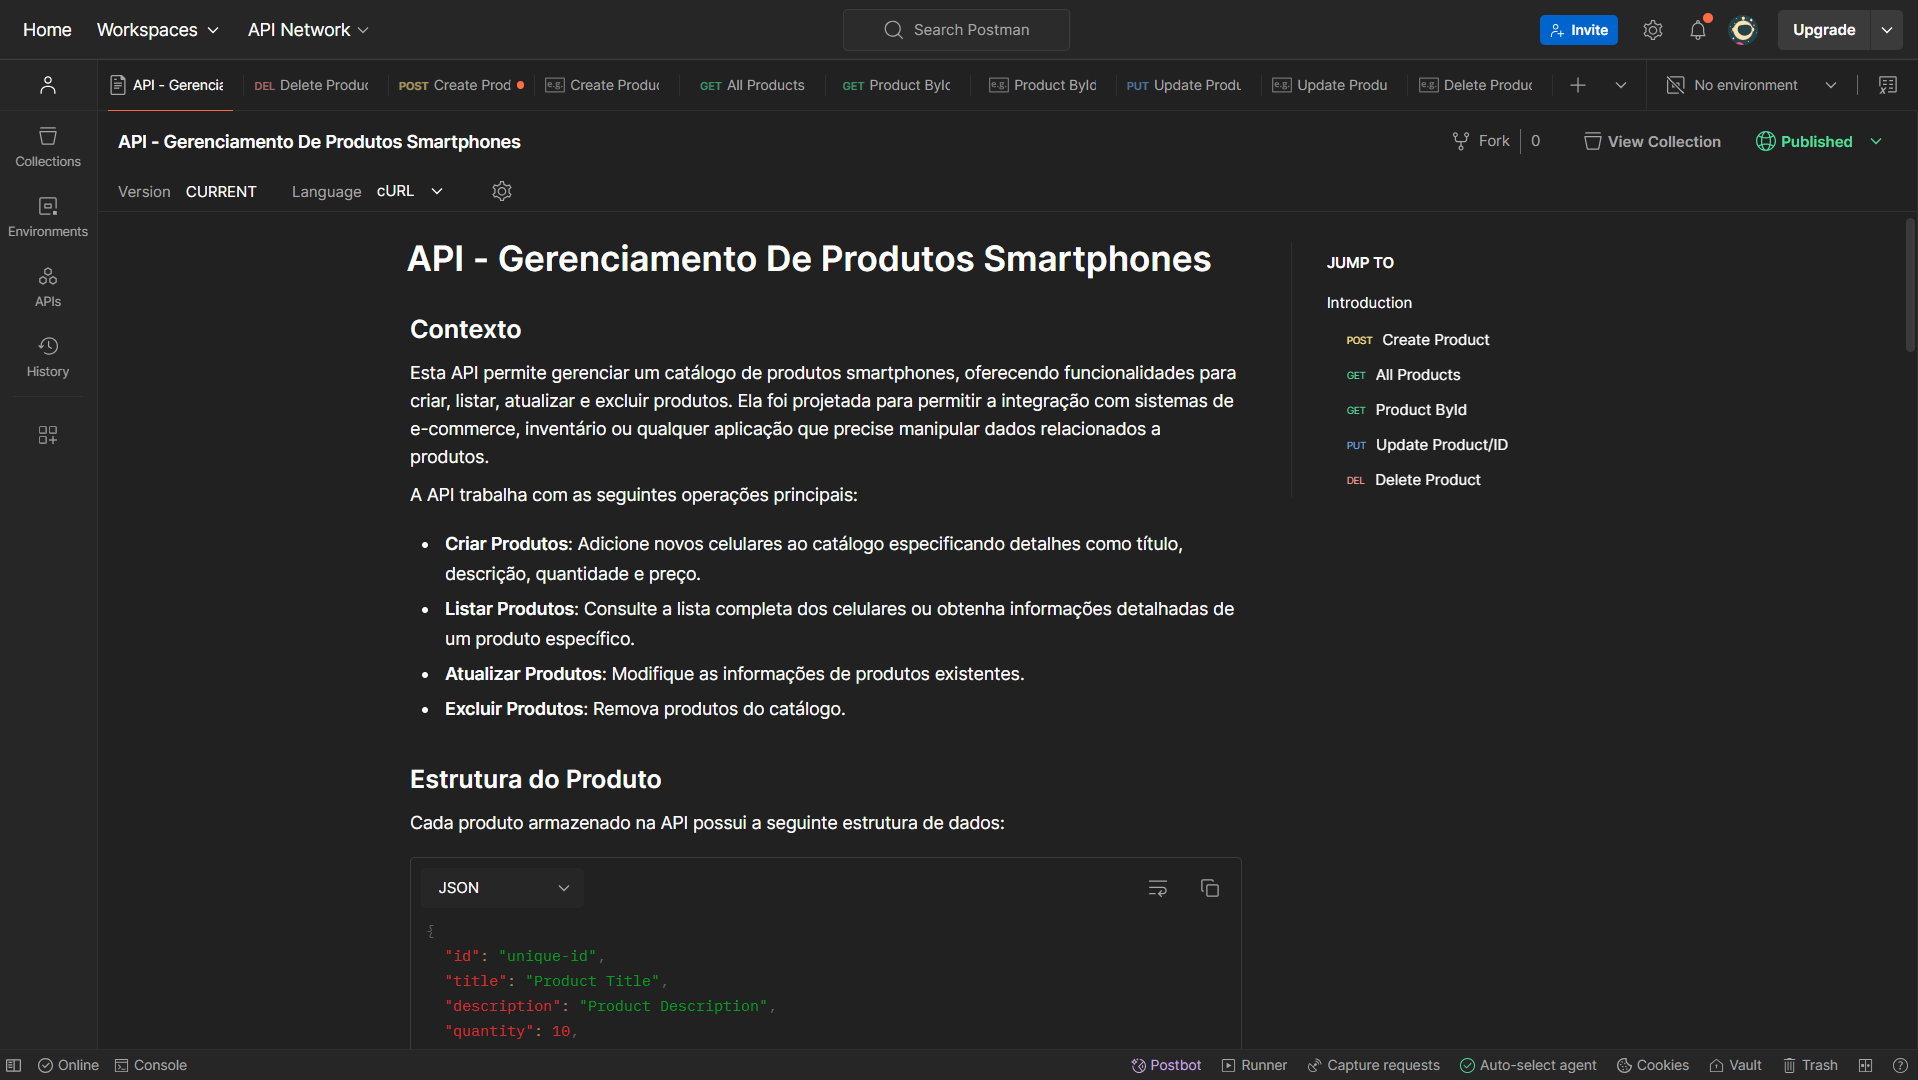 Home Workspaces API Network Search Postman Invite Upgrade
API - Gerencia DEL Delete Produc POST Create Prod e.g. Create Produc GET All Products GET Product ById e.g. Product ById PUT Update Produ e.g. Update Produ e.g. Delete Produc No environment
API - Gerenciamento De Produtos Smartphones Fork 0 View Collection Published
Version CURRENT Language cURL
Collections
Environments
APIs
History
API - Gerenciamento De Produtos Smartphones
Contexto
Esta API permite gerenciar um catálogo de produtos smartphones, oferecendo funcionalidades para
criar, listar, atualizar e excluir produtos. Ela foi projetada para permitir a integração com sistemas de
e-commerce, inventário ou qualquer aplicação que precise manipular dados relacionados a
produtos.
A API trabalha com as seguintes operações principais:
• Criar Produtos: Adicione novos celulares ao catálogo especificando detalhes como título,
descrição, quantidade e preço.
• Listar Produtos: Consulte a lista completa dos celulares ou obtenha informações detalhadas de
um produto específico.
• Atualizar Produtos: Modifique as informações de produtos existentes.
• Excluir Produtos: Remova produtos do catálogo.
Estrutura do Produto
Cada produto armazenado na API possui a seguinte estrutura de dados:
JSON
{
"id": "unique-id",
"title": "Product Title",
"description": "Product Description",
"quantity": 10,
JUMP TO
Introduction
POST Create Product
GET All Products
GET Product ById
PUT Update Product/ID
DEL Delete Product
Online Console Postbot Runner Capture requests Auto-select agent Cookies Vault Trash